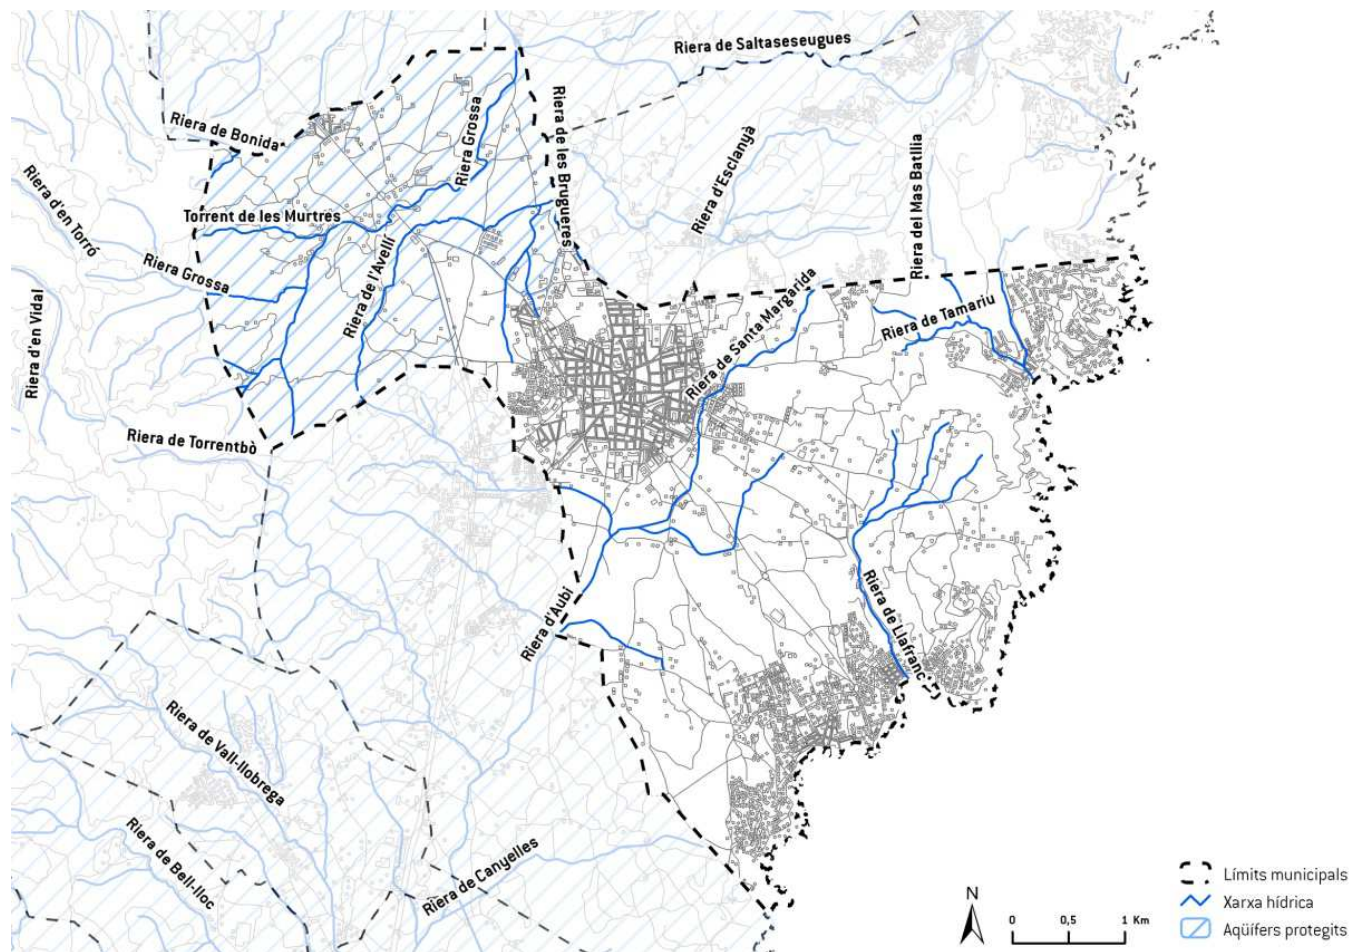 Riera de Saltaseseugues
Riera de Bonida
Riera Grossa
Riera de les Brugueres
Riera d'Esclanyà
Riera del Mas Batllia
Riera d'en Torró
Torrent de les Murtres
Riera Grossa
Riera de l'Avellí
Riera d'en Vidal
Riera de Santa Margarida
Riera de Tamariu
Riera de Torrentbò
Riera d'Aubi
Riera de Llafranc
Riera de Vall-llobrega
Riera de Bell-lloc
Riera de Canyelles
N
0 0,5 1 Km
Límits municipals
Xarxa hídrica
Aqüífers protegits